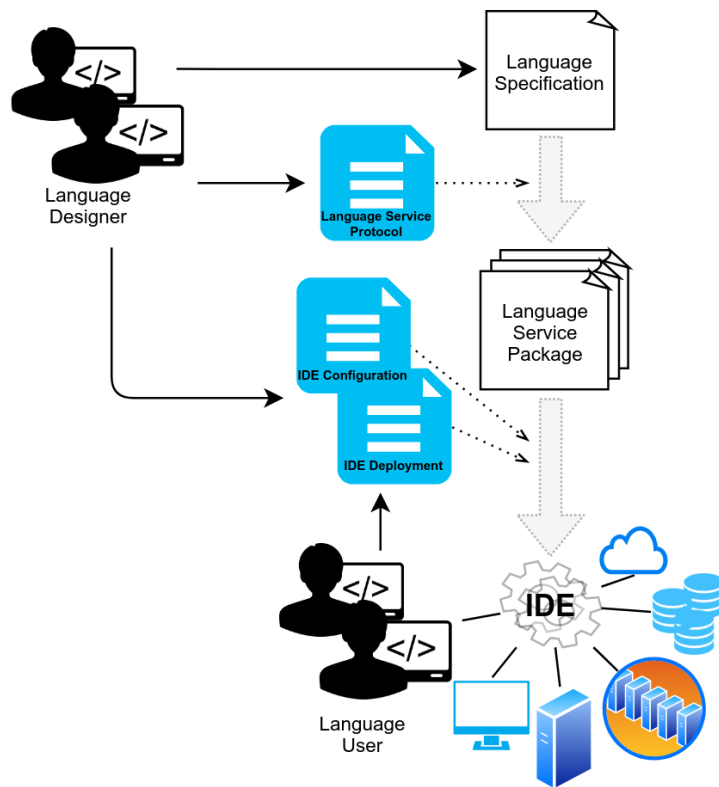 </>
</>
Language
Specification
Language
Designer
Language Service
Protocol
Language
Service
Package
IDE Configuration
IDE Deployment
IDE
</>
</>
Language
User